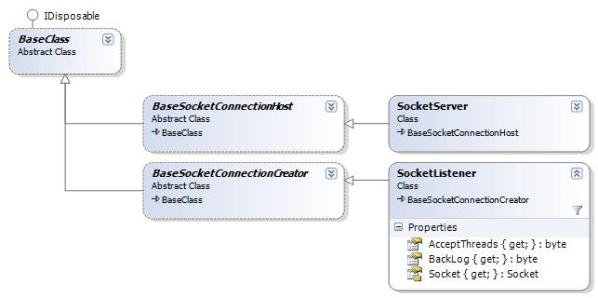 IDisposable
BaseClass
Abstract Class
BaseSocketConnectionHost
Abstract Class
BaseClass
SocketServer
Class
BaseSocketConnectionHost
BaseSocketConnectionCreator
Abstract Class
BaseClass
SocketListener
Class
BaseSocketConnectionCreator
Properties
AcceptThreads { get; } : byte
BackLog { get; } : byte
Socket { get; } : Socket